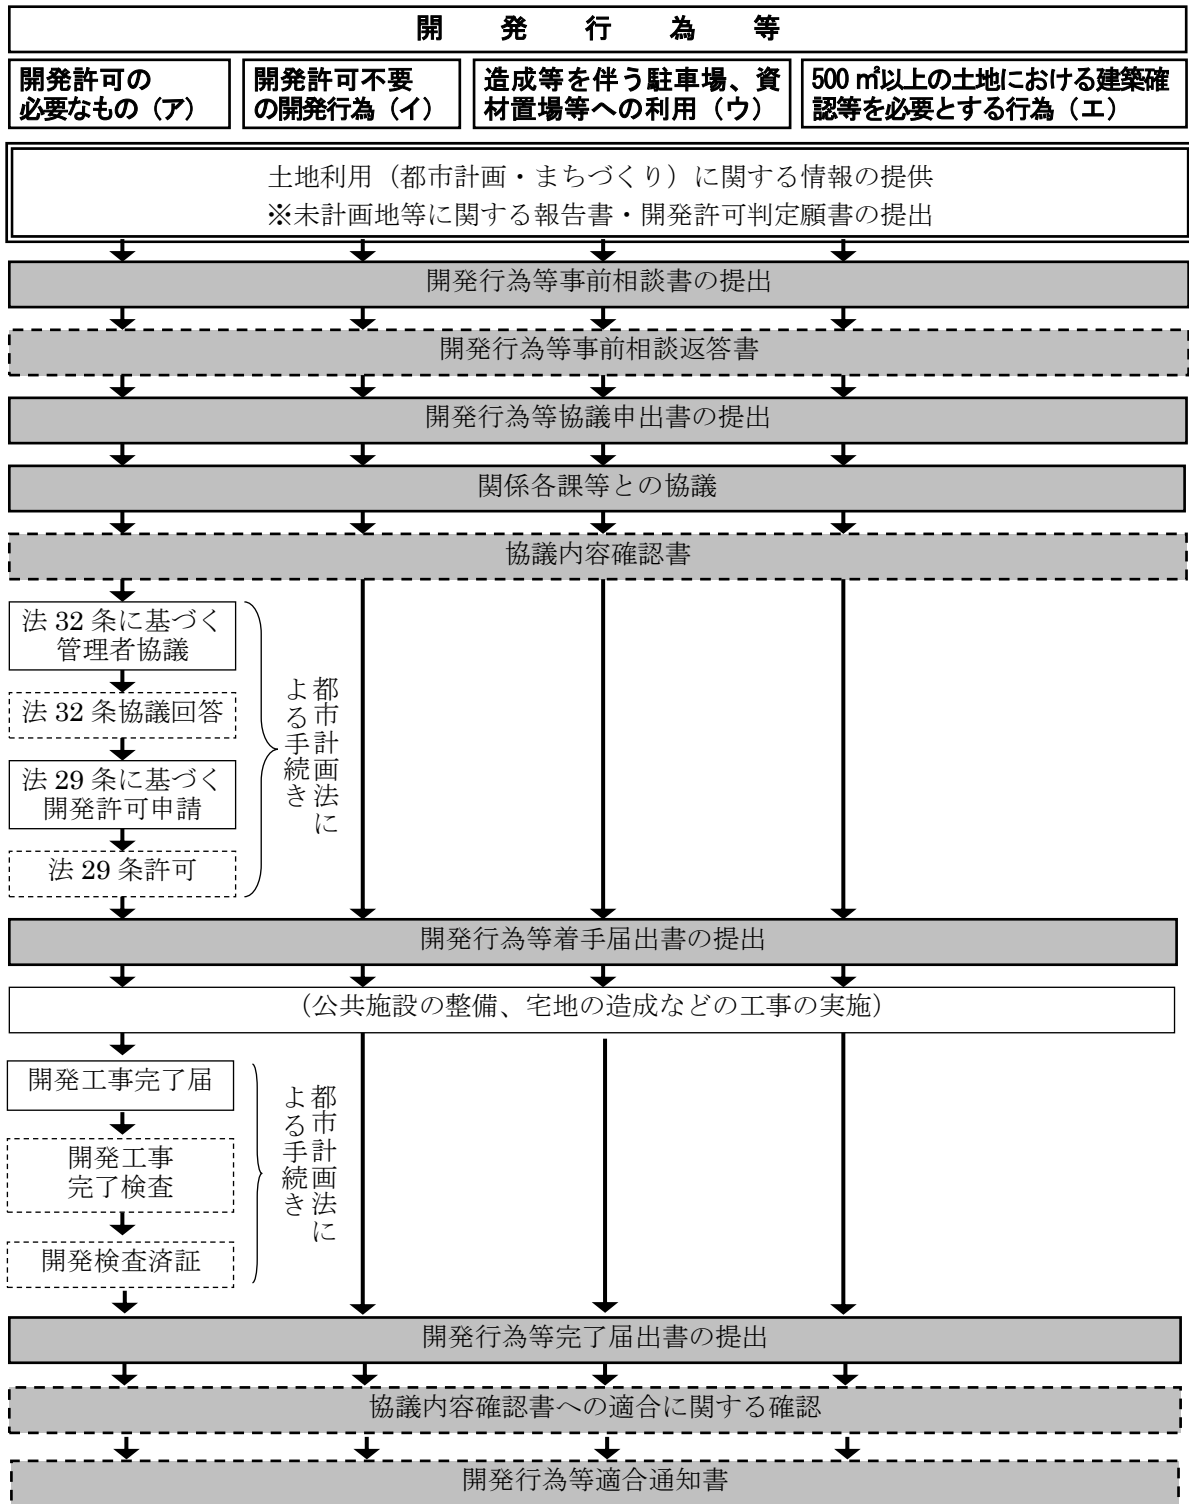 開発行為等
開発許可の
必要なもの（ア）
開発許可不要
の開発行為（イ）
造成等を伴う駐車場、資
材置場等への利用（ウ）
500 ㎡以上の土地における建築確
認等を必要とする行為（エ）
土地利用（都市計画・まちづくり）に関する情報の提供
※未計画地等に関する報告書・開発許可判定願書の提出
開発行為等事前相談書の提出
開発行為等事前相談返答書
開発行為等協議申出書の提出
関係各課等との協議
協議内容確認書
法 32 条に基づく
管理者協議
法 32 条協議回答
法 29 条に基づく
開発許可申請
法 29 条許可
都市計画法に
よる手続き
開発行為等着手届出書の提出
（公共施設の整備、宅地の造成などの工事の実施）
開発工事完了届
開発工事
完了検査
開発検査済証
都市計画法に
よる手続き
開発行為等完了届出書の提出
協議内容確認書への適合に関する確認
開発行為等適合通知書